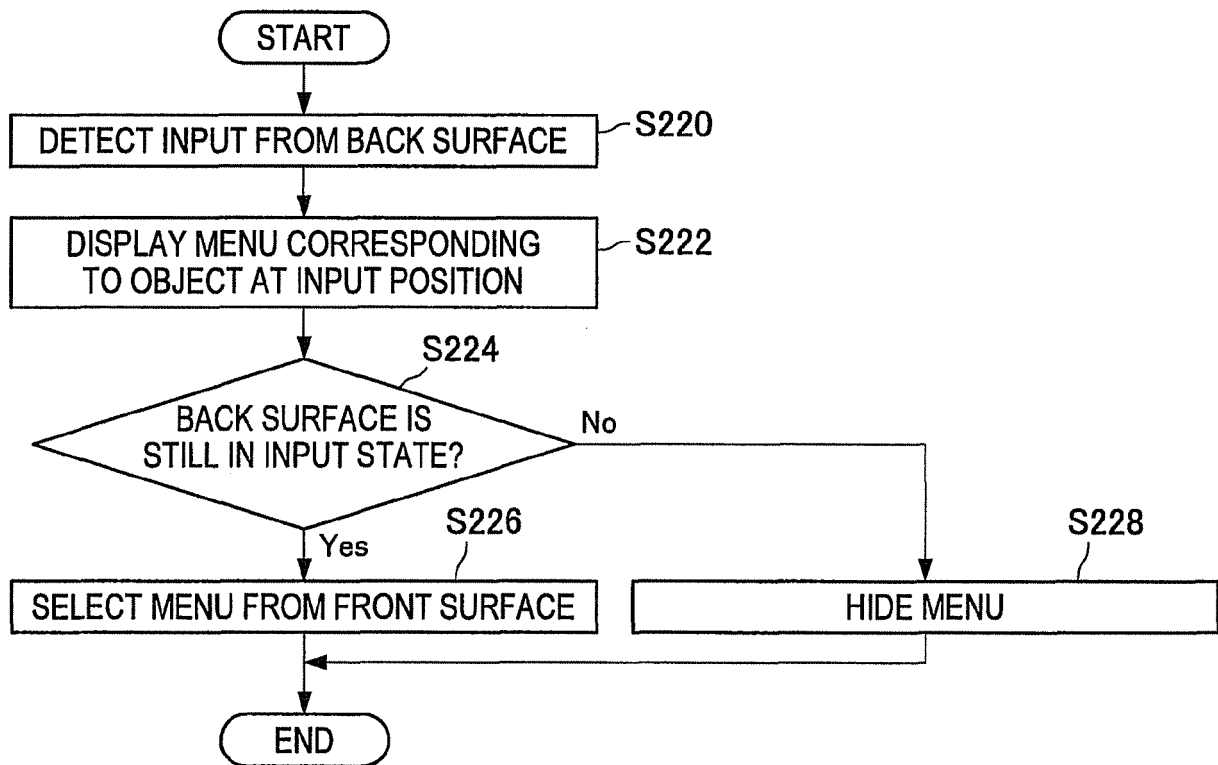 START
DETECT INPUT FROM BACK SURFACE
S220
DISPLAY MENU CORRESPONDING
TO OBJECT AT INPUT POSITION
S222
S224
BACK SURFACE IS
STILL IN INPUT STATE?
No
Yes
S226
SELECT MENU FROM FRONT SURFACE
S228
HIDE MENU
END